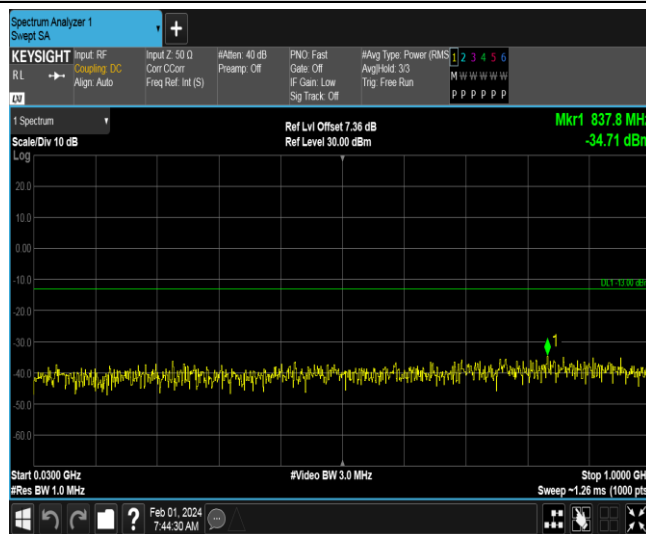 Spectrum Analyzer 1
Swept SA
+
KEYSIGHT
RL
LXI
Input: RF
Coupling: DC
Align: Auto
Input Z: 50 Ω
Corr CCorr
Freq Ref: Int (S)
#Atten: 40 dB
Preamp: Off
PNO: Fast
Gate: Off
IF Gain: Low
Sig Track: Off
#Avg Type: Power (RMS
Avg|Hold: 3/3
Trig: Free Run
1 2 3 4 5 6
M W W W W W
P P P P P P
1 Spectrum
Scale/Div 10 dB
Ref Lvl Offset 7.36 dB
Ref Level 30.00 dBm
Mkr1 837.8 MHz
-34.71 dBm
Log
20.0
10.0
0.00
-10.0
DL1 -13.00 dBm
-20.0
-30.0
1
-40.0
-50.0
-60.0
Start 0.0300 GHz
#Video BW 3.0 MHz
Stop 1.0000 GHz
#Res BW 1.0 MHz
Sweep ~1.26 ms (1000 pts
?
Feb 01, 2024
7:44:30 AM